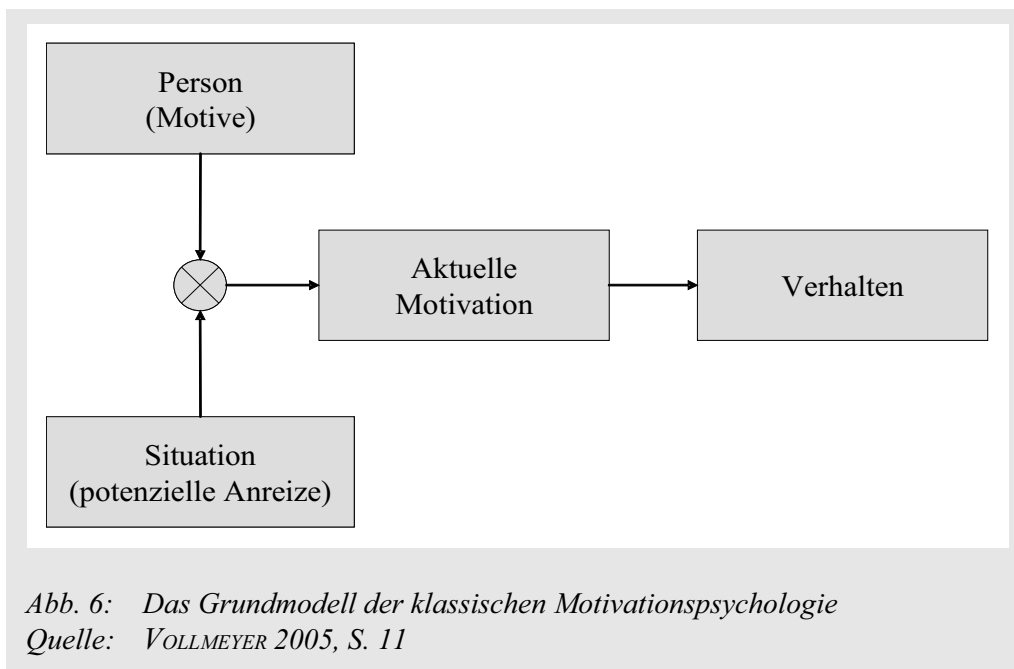 Person
(Motive)
Aktuelle
Motivation
Verhalten
Situation
(potenzielle Anreize)
Abb. 6: Das Grundmodell der klassischen Motivationspsychologie
Quelle: VOLLMEYER 2005, S. 11